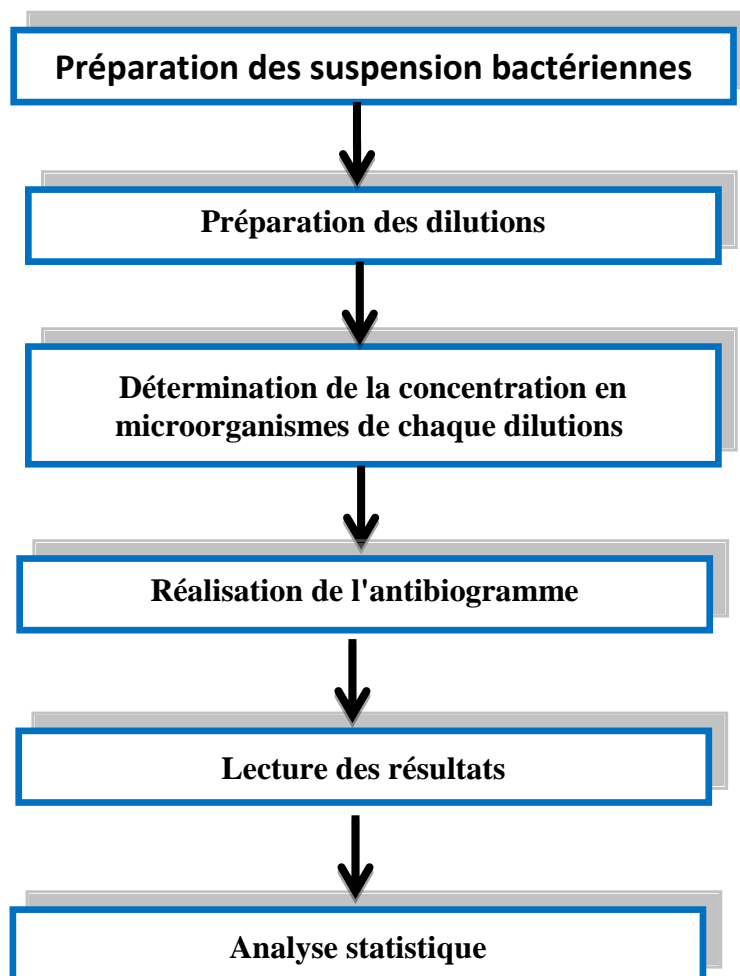 Préparation des suspension bactériennes
Préparation des dilutions
Détermination de la concentration en
microorganismes de chaque dilutions
Réalisation de l'antibiogramme
Lecture des résultats
Analyse statistique